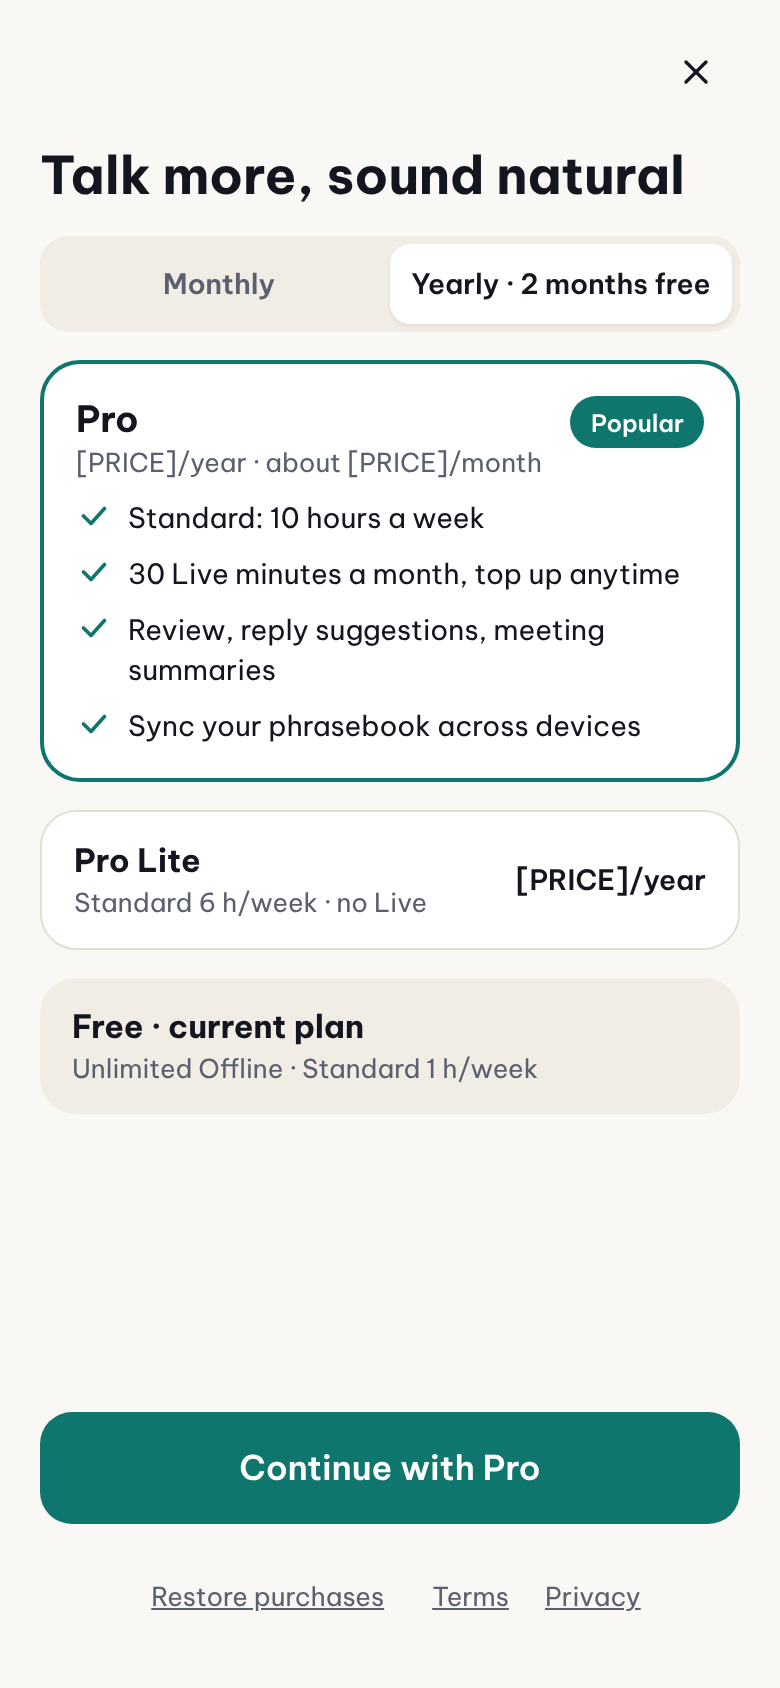 Talk more, sound natural
Monthly
Yearly · 2 months free
Pro
Popular
[PRICE]/year · about [PRICE]/month
Standard: 10 hours a week
30 Live minutes a month, top up anytime
Review, reply suggestions, meeting
summaries
Sync your phrasebook across devices
Pro Lite
Standard 6 h/week · no Live
[PRICE]/year
Free · current plan
Unlimited Offline · Standard 1 h/week
Continue with Pro
Restore purchases
Terms
Privacy